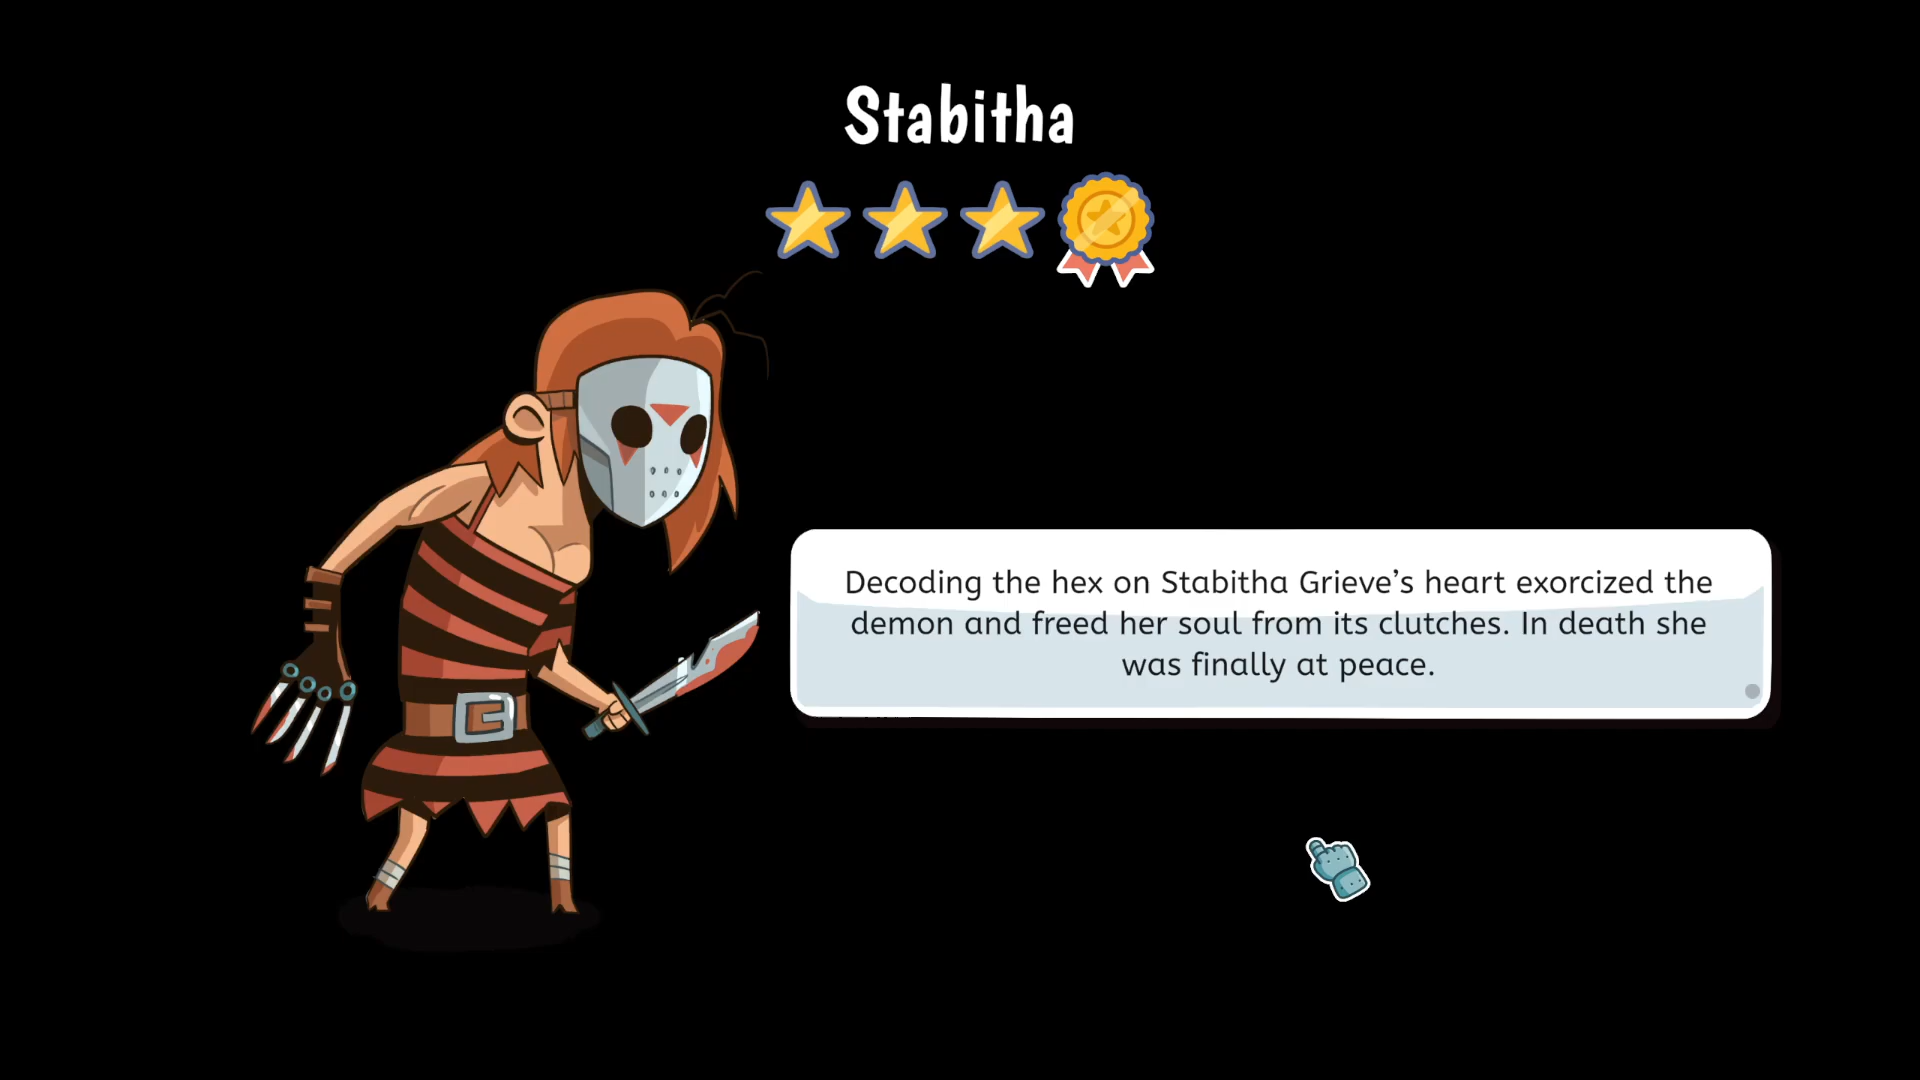 Stabitha
Decoding the hex on Stabitha Grieve’s heart exorcized the
demon and freed her soul from its clutches. In death she
was finally at peace.